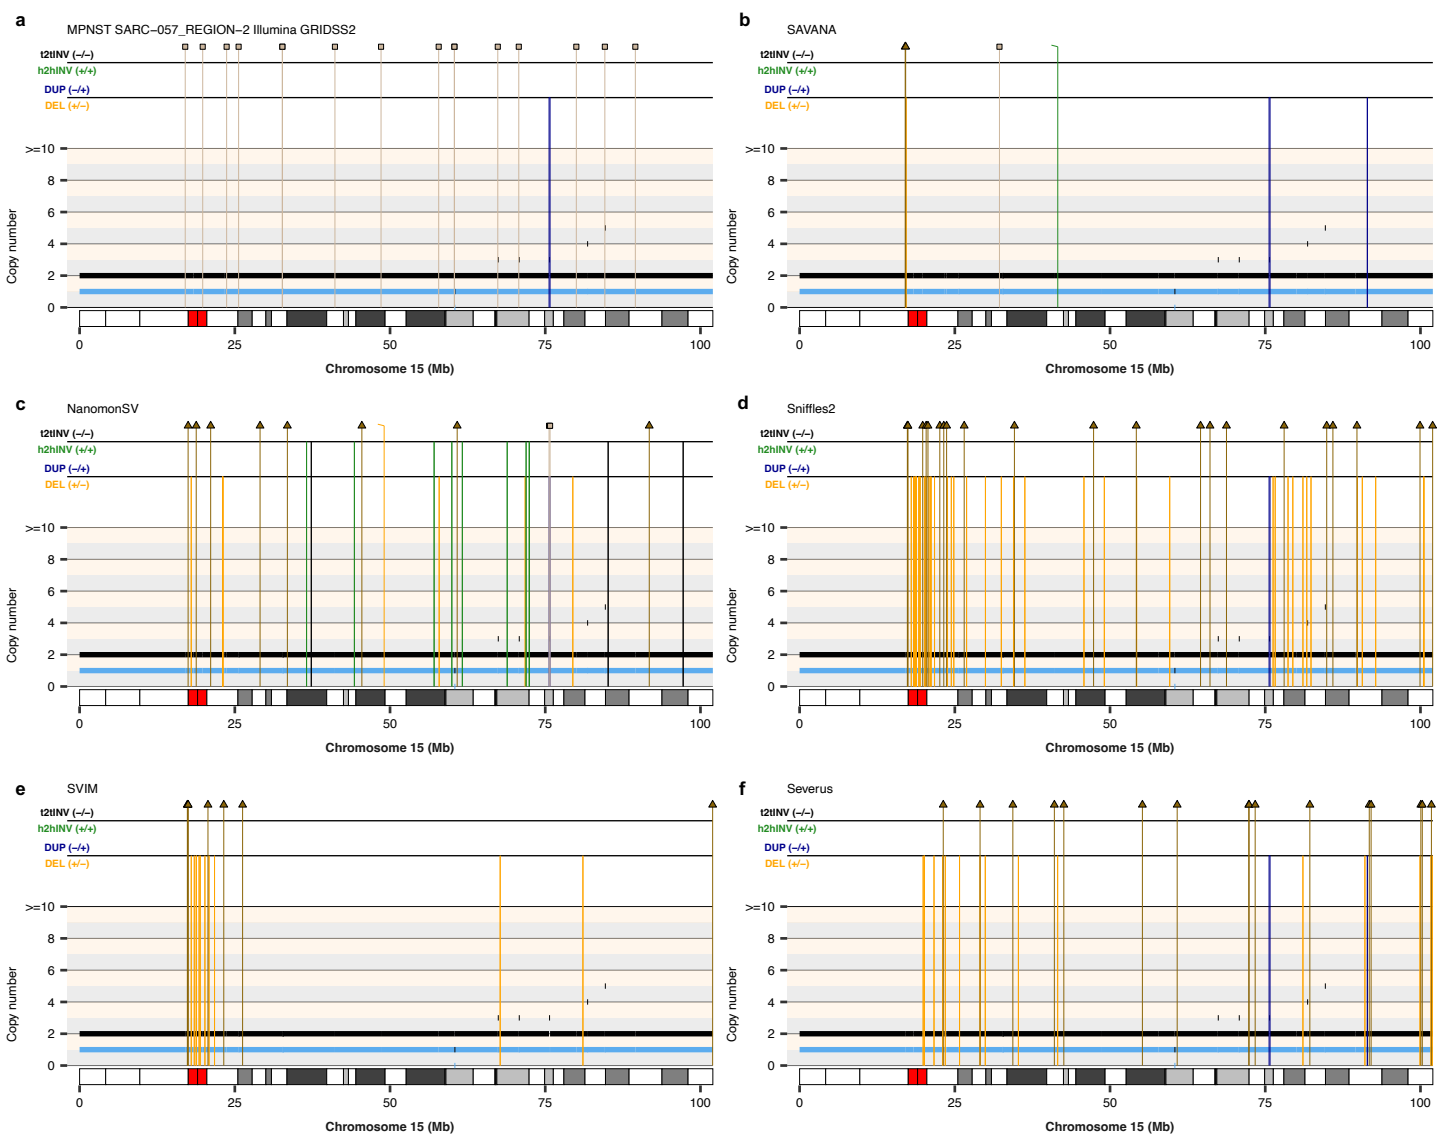 a
MPNST SARC−057_REGION−2 Illumina GRIDSS2
t2tINV (−/−)
h2hINV (+/+)
DUP (−/+)
DEL (+/−)
>=10
8
6
4
2
0
Copy number
0 25 50 75 100
Chromosome 15 (Mb)
b
SAVANA
t2tINV (−/−)
h2hINV (+/+)
DUP (−/+)
DEL (+/−)
>=10
8
6
4
2
0
Copy number
0 25 50 75 100
Chromosome 15 (Mb)
c
NanomonSV
t2tINV (−/−)
h2hINV (+/+)
DUP (−/+)
DEL (+/−)
>=10
8
6
4
2
0
Copy number
0 25 50 75 100
Chromosome 15 (Mb)
d
Sniffles2
t2tINV (−/−)
h2hINV (+/+)
DUP (−/+)
DEL (+/−)
>=10
8
6
4
2
0
Copy number
0 25 50 75 100
Chromosome 15 (Mb)
e
SVIM
t2tINV (−/−)
h2hINV (+/+)
DUP (−/+)
DEL (+/−)
>=10
8
6
4
2
0
Copy number
0 25 50 75 100
Chromosome 15 (Mb)
f
Severus
t2tINV (−/−)
h2hINV (+/+)
DUP (−/+)
DEL (+/−)
>=10
8
6
4
2
0
Copy number
0 25 50 75 100
Chromosome 15 (Mb)